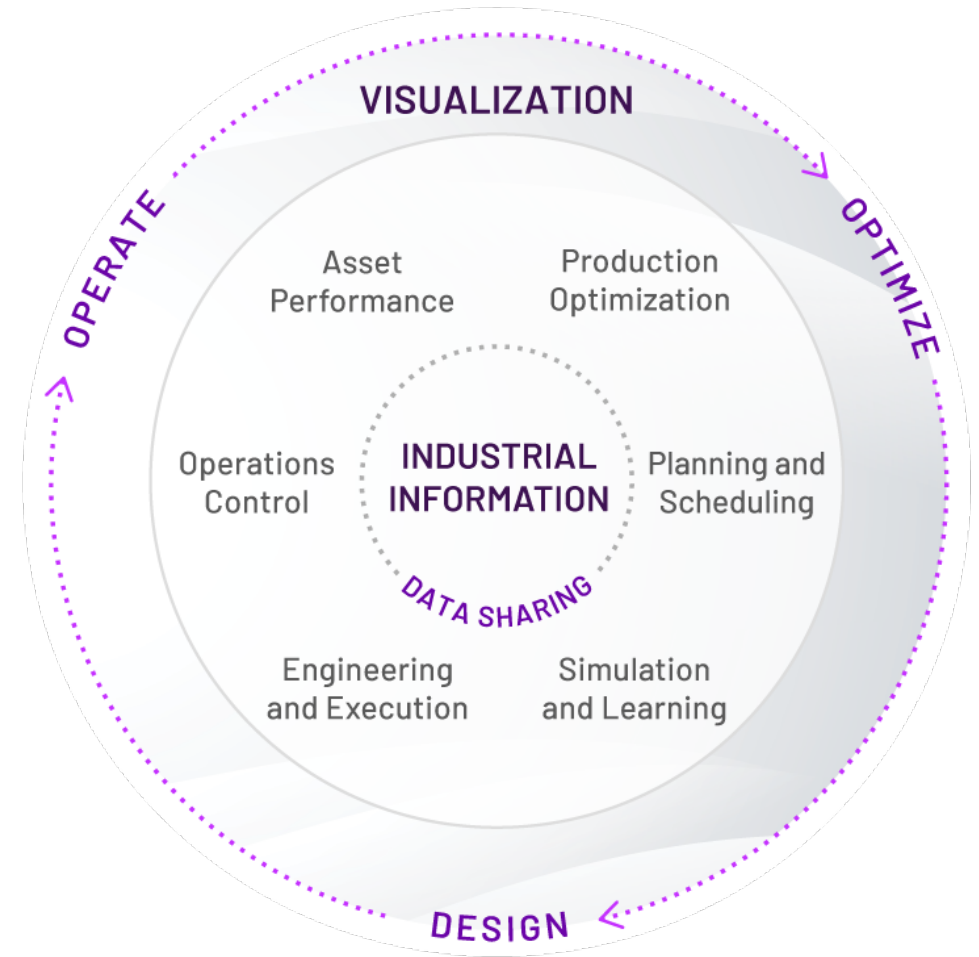 VISUALIZATION
OPERATE
OPTIMIZE
Asset
Performance
Production
Optimization
Operations
Control
INDUSTRIAL
INFORMATION
Planning and
Scheduling
DATA SHARING
Engineering
and Execution
Simulation
and Learning
DESIGN